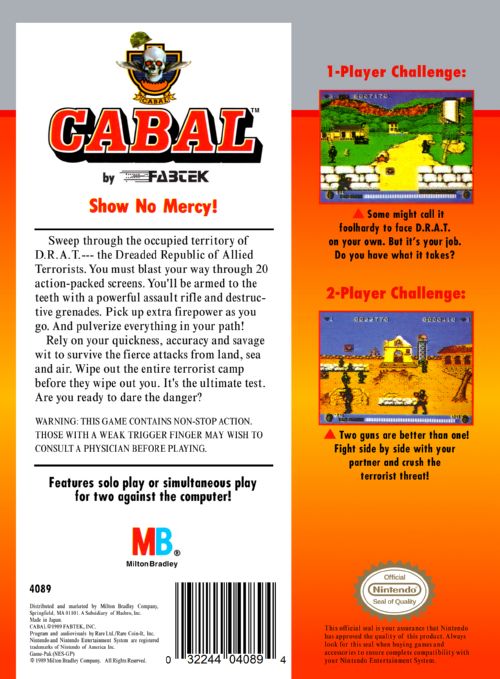 CABAL
CABAL™
by FABTEK
Show No Mercy!
Sweep through the occupied territory of
D.R.A.T.--- the Dreaded Republic of Allied
Terrorists. You must blast your way through 20
action-packed screens. You'll be armed to the
teeth with a powerful assault rifle and destruc-
tive grenades. Pick up extra firepower as you
go. And pulverize everything in your path!
Rely on your quickness, accuracy and savage
wit to survive the fierce attacks from land, sea
and air. Wipe out the entire terrorist camp
before they wipe out you. It's the ultimate test.
Are you ready to dare the danger?
WARNING: THIS GAME CONTAINS NON-STOP ACTION.
THOSE WITH A WEAK TRIGGER FINGER MAY WISH TO
CONSULT A PHYSICIAN BEFORE PLAYING.
Features solo play or simultaneous play
for two against the computer!
MB®
Milton Bradley
4089
Distributed and marketed by Milton Bradley Company,
Springfield, MA 01101. A Subsidiary of Hasbro, Inc.
Made in Japan
CABAL ©1989 FABTEK, INC.
Program and audiovisuals by Rare Ltd./Rare Coin-It, Inc.
Nintendo and Nintendo Entertainment System are registered
trademarks of Nintendo of America Inc.
Game-Pak (NES-GP)
© 1989 Milton Bradley Company. All Rights Reserved.
0 32244 04089 4
1-Player Challenge:
▲ Some might call it
foolhardy to face D.R.A.T.
on your own. But it's your job.
Do you have what it takes?
2-Player Challenge:
▲ Two guns are better than one!
Fight side by side with your
partner and crush the
terrorist threat!
Official
Nintendo®
Seal of Quality
This official seal is your assurance that Nintendo
has approved the quality of this product. Always
look for this seal when buying games and
accessories to ensure complete compatibility with
your Nintendo Entertainment System.